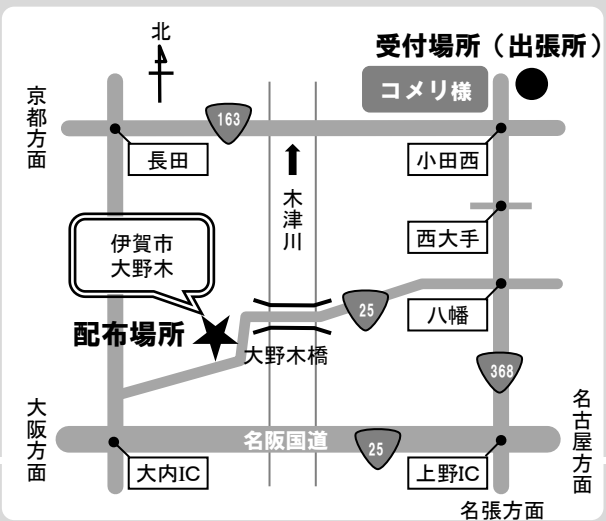 北
受付場所(出張所)
コメリ様
京都方面
163
長田
小田西
木津川
西大手
伊賀市
大野木
配布場所
25
八幡
大野木橋
368
大阪方面
名阪国道
25
名古屋方面
大内IC
上野IC
名張方面